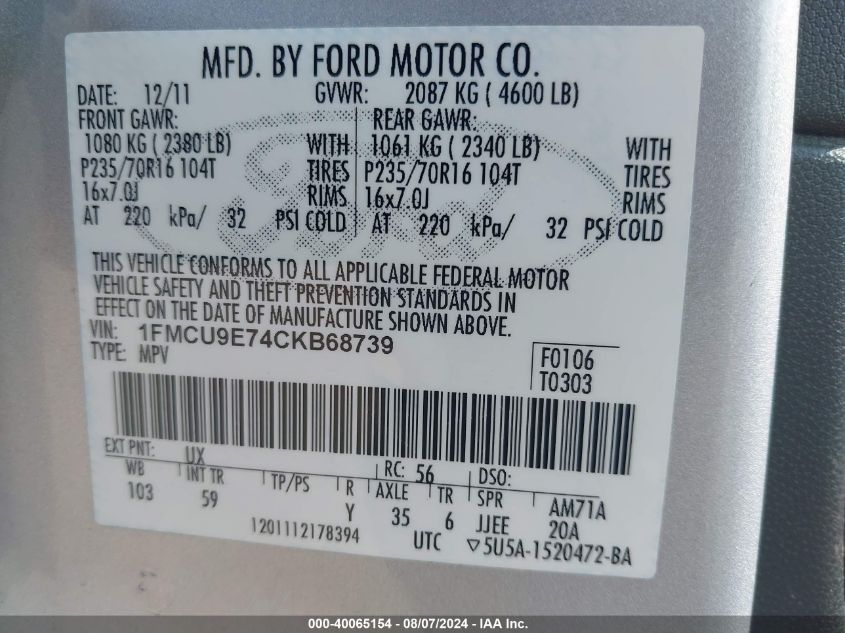 MFD. BY FORD MOTOR CO.
DATE: 12/11 GVWR: 2087 KG ( 4600 LB)
FRONT GAWR: REAR GAWR:
1080 KG ( 2380 LB) WITH 1061 KG ( 2340 LB) WITH
P235/70R16 104T TIRES P235/70R16 104T TIRES
16x7.0J RIMS 16x7.0J RIMS
AT 220 kPa/ 32 PSI COLD AT 220 kPa/ 32 PSI COLD
Ford
THIS VEHICLE CONFORMS TO ALL APPLICABLE FEDERAL MOTOR
VEHICLE SAFETY AND THEFT PREVENTION STANDARDS IN
EFFECT ON THE DATE OF MANUFACTURE SHOWN ABOVE.
VIN: 1FMCU9E74CKB68739
TYPE: MPV
F0106
T0303
EXT PNT: UX RC: 56 DSO:
WB INT TR TP/PS R AXLE TR SPR AM71A
103 59 Y 35 6 JJEE 20A
1201112178394 UTC ▽5U5A-1520472-BA
000-40065154 - 08/07/2024 - IAA Inc.